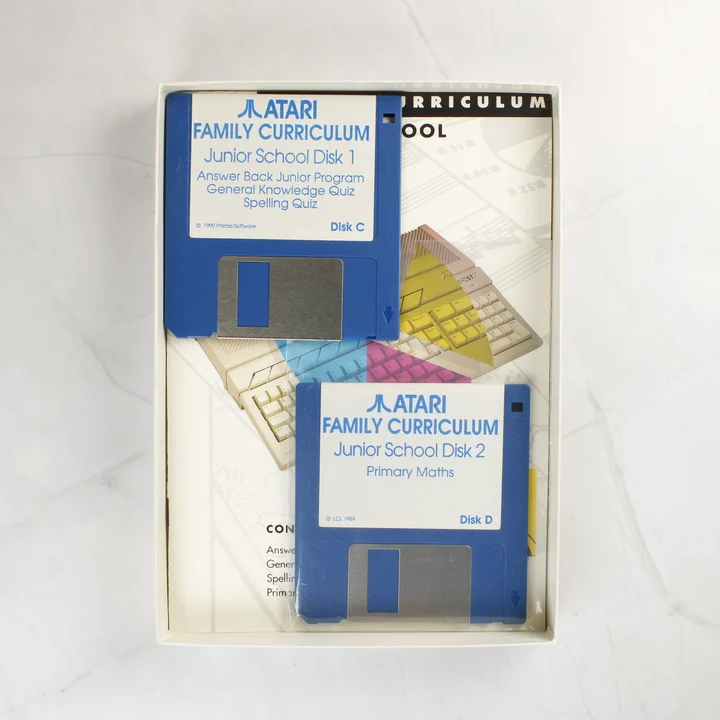 ATARI
FAMILY CURRICULUM
Junior School Disk 1
Answer Back Junior Program
General Knowledge Quiz
Spelling Quiz
© 1990 Prisma Software
Disk C
URRICULUM
OOL
ST
ATARI
FAMILY CURRICULUM
Junior School Disk 2
Primary Maths
© LCL 1989
Disk D
CON
Answe
Gener
Spellin
Primar